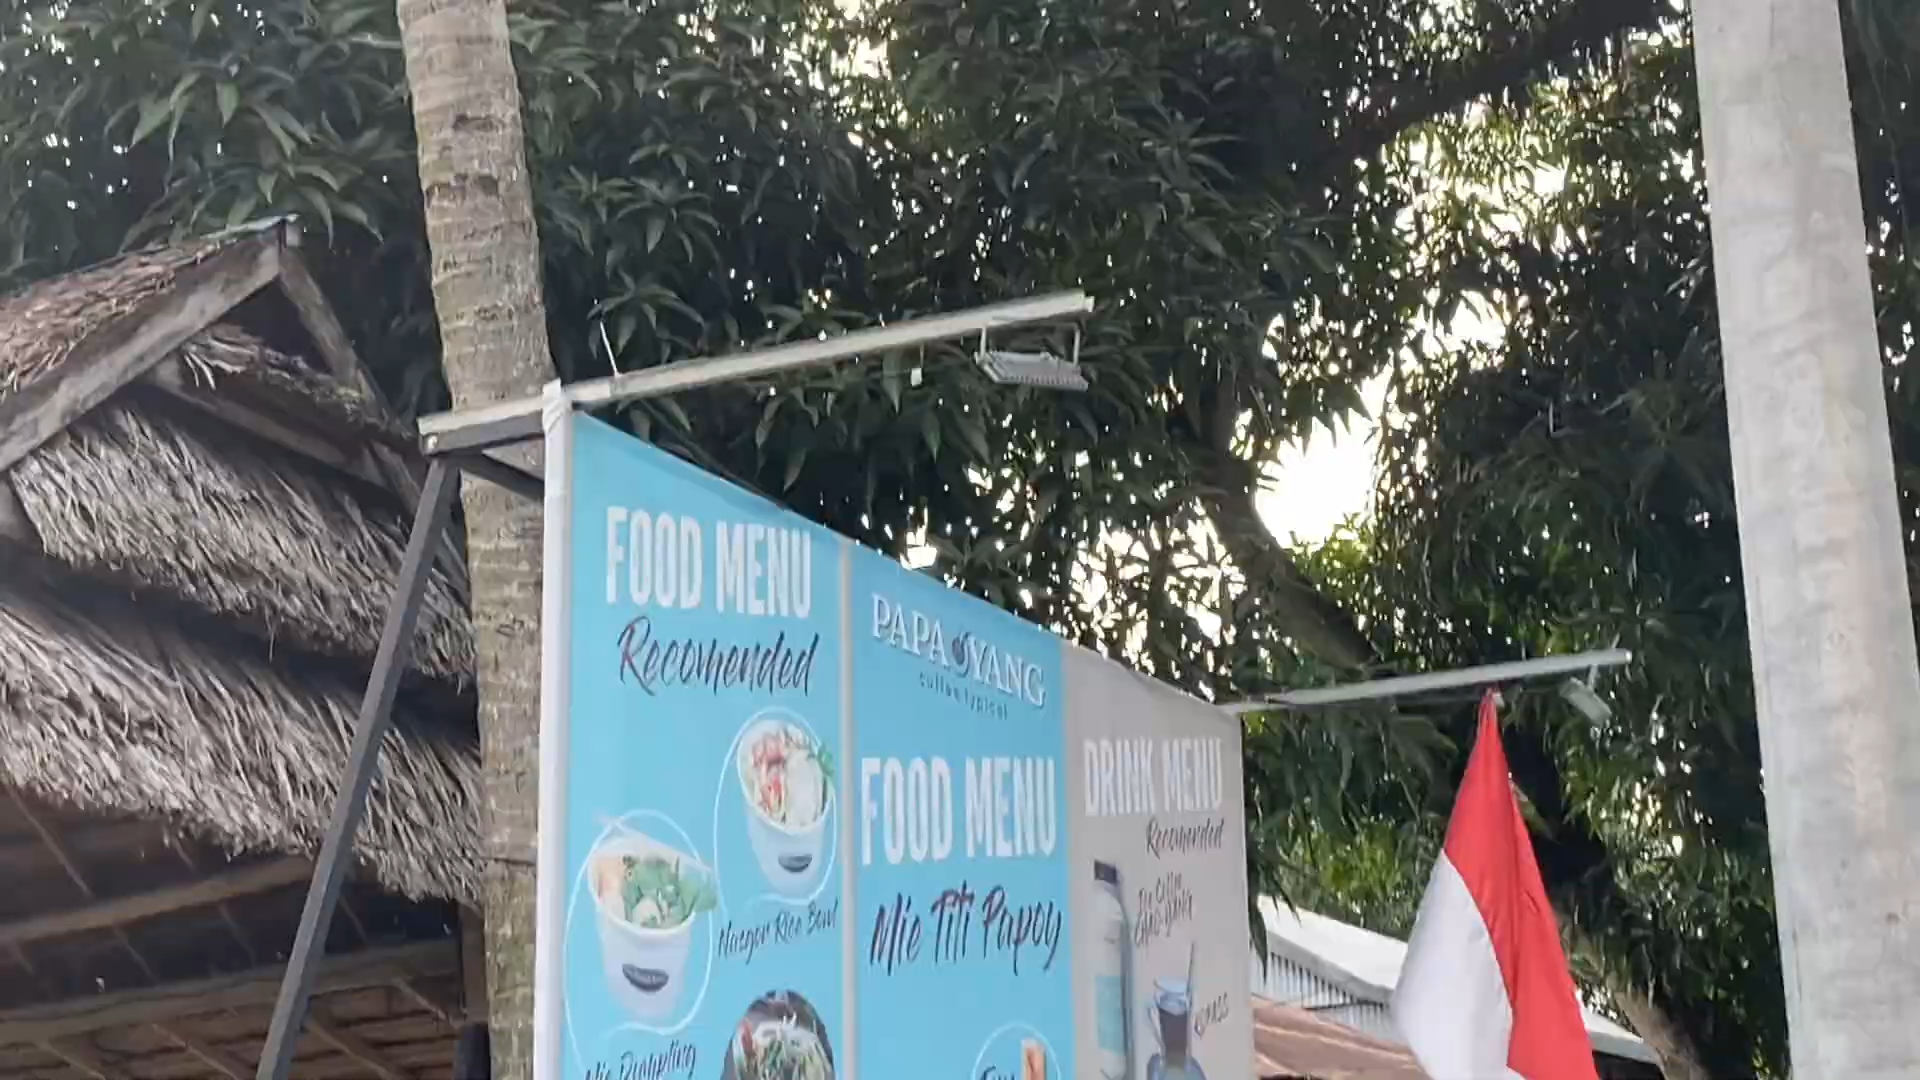 FOOD MENU
Recomended
Nasgor Rice Bowl
PAPA YANG
coffee typical
FOOD MENU
Mie Titi Papoy
DRINK MENU
Recomended